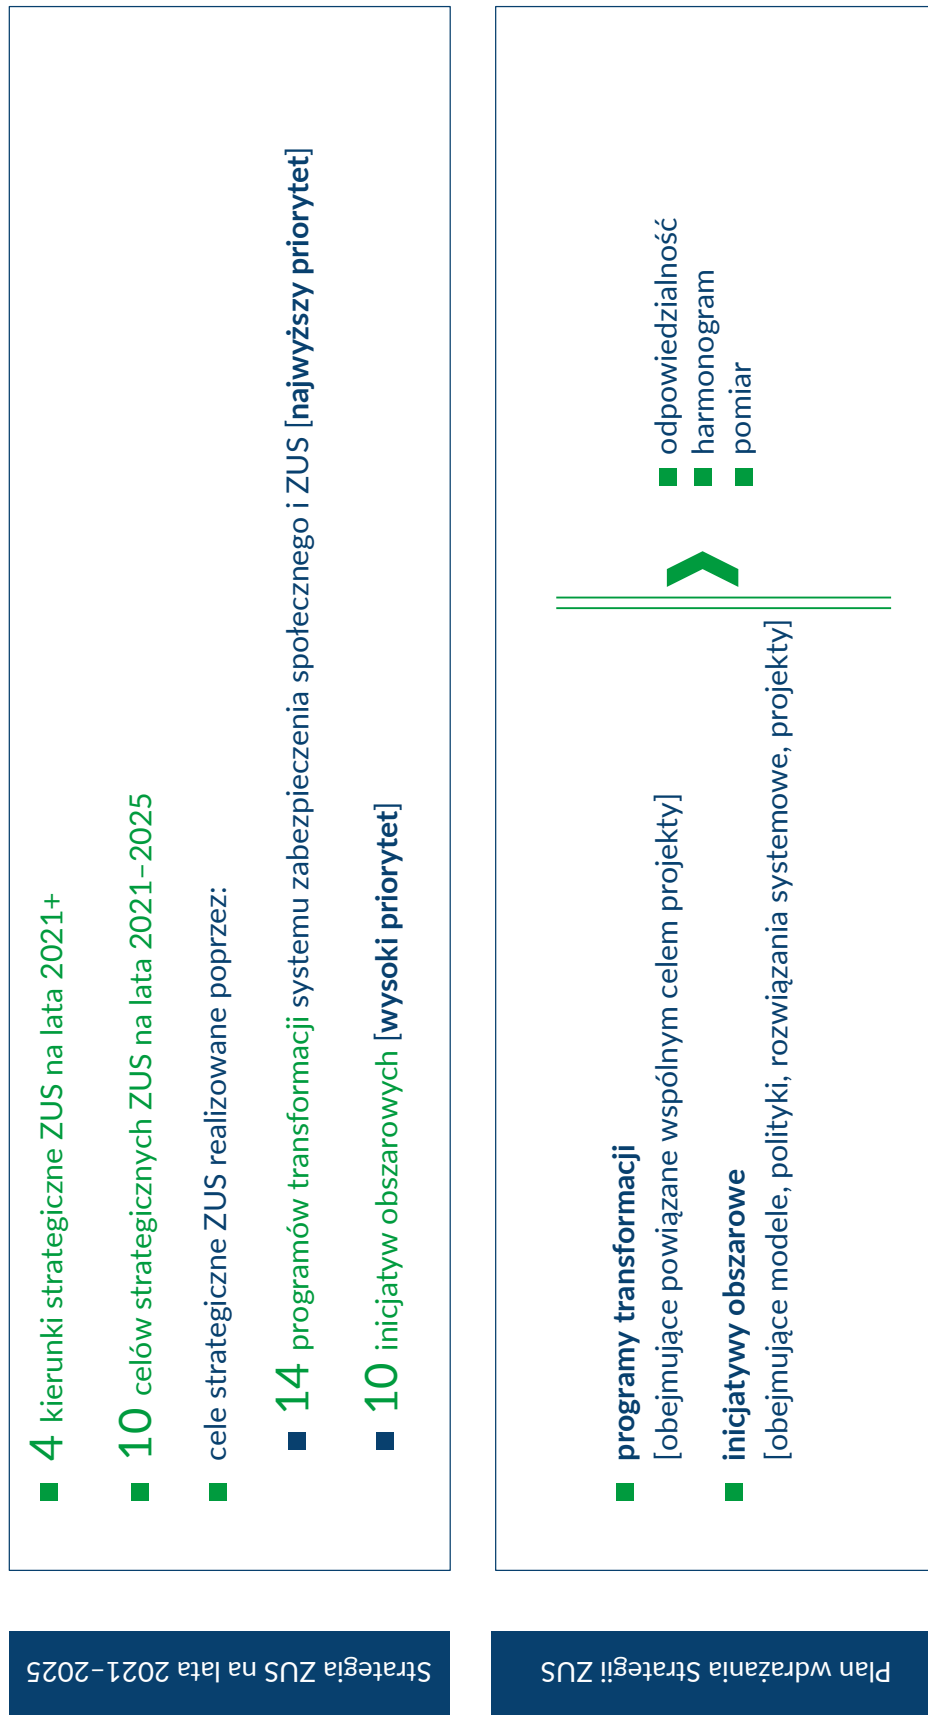 Strategia ZUS na lata 2021–2025
4 kierunki strategiczne ZUS na lata 2021+
10 celów strategicznych ZUS na lata 2021–2025
cele strategiczne ZUS realizowane poprzez:
14 programów transformacji systemu zabezpieczenia społecznego i ZUS [najwyższy priorytet]
10 inicjatyw obszarowych [wysoki priorytet]
Plan wdrażania Strategii ZUS
programy transformacji
[obejmujące powiązane wspólnym celem projekty]
inicjatywy obszarowe
[obejmujące modele, polityki, rozwiązania systemowe, projekty]
odpowiedzialność
harmonogram
pomiar